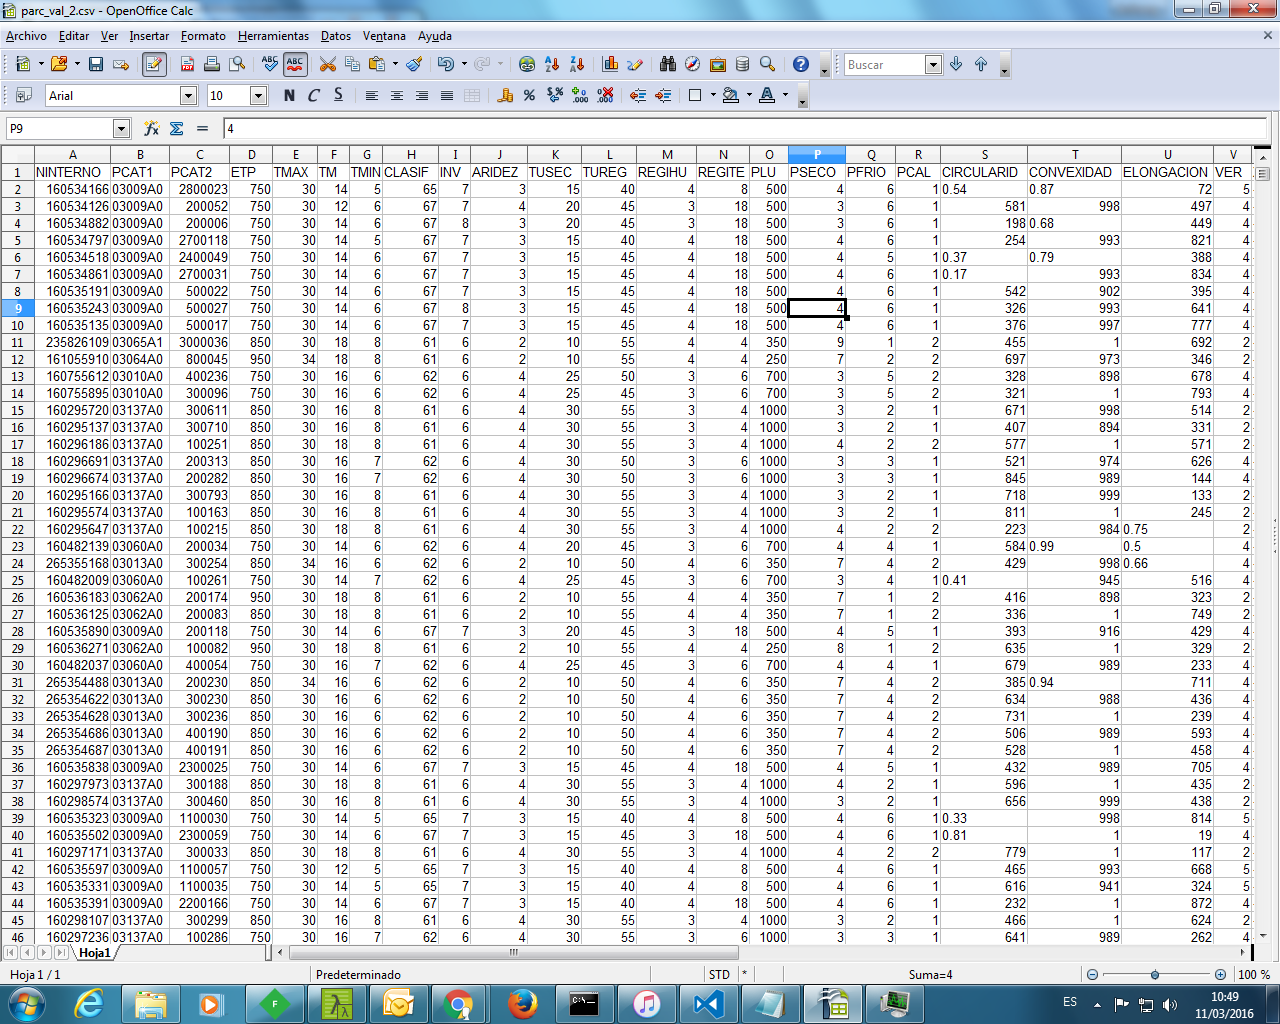 parc_val_2.csv - OpenOffice Calc
Archivo Editar Ver Insertar Formato Herramientas Datos Ventana Ayuda
Buscar
Arial 10 N C S
P9 4
A B C D E F G H I J K L M N O P Q R S T U V
1 NINTERNO PCAT1 PCAT2 ETP TMAX TM TMIN CLASIF INV ARIDEZ TUSEC TUREG REGIHU REGITE PLU PSECO PFRIO PCAL CIRCULARID CONVEXIDAD ELONGACION VER
2 160534166 03009A0 2800023 750 30 14 5 65 7 3 15 40 4 8 500 4 6 1 0.54 0.87 72 5
3 160534126 03009A0 200052 750 30 12 6 67 7 4 20 45 3 18 500 3 6 1 581 998 497 4
4 160534882 03009A0 200006 750 30 14 6 67 8 3 20 45 3 18 500 3 6 1 198 0.68 449 4
5 160534797 03009A0 2700118 750 30 14 5 67 7 3 15 40 4 18 500 4 6 1 254 993 821 4
6 160534518 03009A0 2400049 750 30 14 6 67 7 3 15 45 4 18 500 4 5 1 0.37 0.79 388 4
7 160534861 03009A0 2700031 750 30 14 6 67 7 3 15 45 4 18 500 4 6 1 0.17 993 834 4
8 160535191 03009A0 500022 750 30 14 6 67 7 3 15 45 4 18 500 4 6 1 542 902 395 4
9 160535243 03009A0 500027 750 30 14 6 67 8 3 15 45 4 18 500 4 6 1 326 993 641 4
10 160535135 03009A0 500017 750 30 14 6 67 7 3 15 45 4 18 500 4 6 1 376 997 777 4
11 235826109 03065A1 3000036 850 30 18 8 61 6 2 10 55 4 4 350 9 1 2 455 1 692 2
12 161055910 03064A0 800045 950 34 18 8 61 6 2 10 55 4 4 250 7 2 2 697 973 346 2
13 160755612 03010A0 400236 750 30 16 6 62 6 4 25 50 3 6 700 3 5 2 328 898 678 4
14 160755895 03010A0 300096 750 30 16 6 62 6 4 25 45 3 6 700 3 5 2 321 1 793 4
15 160295720 03137A0 300611 850 30 16 8 61 6 4 30 55 3 4 1000 3 2 1 671 998 514 2
16 160295137 03137A0 300710 850 30 16 8 61 6 4 30 55 3 4 1000 3 2 1 407 894 331 2
17 160296186 03137A0 100251 850 30 18 8 61 6 4 30 55 3 4 1000 4 2 2 577 1 571 2
18 160296691 03137A0 200313 850 30 16 7 62 6 4 30 50 3 6 1000 3 3 1 521 974 626 4
19 160296674 03137A0 200282 850 30 16 7 62 6 4 30 50 3 6 1000 3 3 1 845 989 144 4
20 160295166 03137A0 300793 850 30 16 8 61 6 4 30 55 3 4 1000 3 2 1 718 999 133 2
21 160295574 03137A0 100163 850 30 16 8 61 6 4 30 55 3 4 1000 3 2 1 811 1 245 2
22 160295647 03137A0 100215 850 30 18 8 61 6 4 30 55 3 4 1000 4 2 2 223 984 0.75 2
23 160482139 03060A0 200034 750 30 14 6 62 6 4 20 45 3 6 700 4 4 1 584 0.99 0.5 4
24 265355168 03013A0 300254 850 34 16 6 62 6 2 10 50 4 6 350 7 4 2 429 998 0.66 4
25 160482009 03060A0 100261 750 30 14 7 62 6 4 25 45 3 6 700 3 4 1 0.41 945 516 4
26 160536183 03062A0 200174 950 30 18 8 61 6 2 10 55 4 4 350 7 1 2 416 898 323 2
27 160536125 03062A0 200083 850 30 18 8 61 6 2 10 55 4 4 350 7 1 2 336 1 749 2
28 160535890 03009A0 200118 750 30 14 6 67 7 3 20 45 3 18 500 4 5 1 393 916 429 4
29 160536271 03062A0 100082 950 30 18 8 61 6 2 10 55 4 4 250 8 1 2 635 1 329 2
30 160482037 03060A0 400054 750 30 16 7 62 6 4 25 45 3 6 700 4 4 1 679 989 233 4
31 265354488 03013A0 200230 850 34 16 6 62 6 2 10 50 4 6 350 7 4 2 385 0.94 711 4
32 265354622 03013A0 300230 850 30 16 6 62 6 2 10 50 4 6 350 7 4 2 634 988 436 4
33 265354628 03013A0 300236 850 30 16 6 62 6 2 10 50 4 6 350 7 4 2 731 1 239 4
34 265354686 03013A0 400190 850 30 16 6 62 6 2 10 50 4 6 350 7 4 2 506 989 593 4
35 265354687 03013A0 400191 850 30 16 6 62 6 2 10 50 4 6 350 7 4 2 528 1 458 4
36 160535838 03009A0 2300025 750 30 14 6 67 7 3 15 45 4 18 500 4 5 1 432 989 705 4
37 160297973 03137A0 300188 850 30 18 8 61 6 4 30 55 3 4 1000 4 2 1 596 1 435 2
38 160298574 03137A0 300460 850 30 16 8 61 6 4 30 55 3 4 1000 3 2 1 656 999 438 2
39 160535323 03009A0 1100030 750 30 14 5 65 7 3 15 40 4 8 500 4 6 1 0.33 998 814 5
40 160535502 03009A0 2300059 750 30 14 6 67 7 3 15 45 3 18 500 4 6 1 0.81 1 19 4
41 160297171 03137A0 300033 850 30 18 8 61 6 4 30 55 3 4 1000 4 2 2 779 1 117 2
42 160535597 03009A0 1100057 750 30 12 5 65 7 3 15 40 4 8 500 4 6 1 465 993 668 5
43 160535331 03009A0 1100035 750 30 14 5 65 7 3 15 40 4 8 500 4 6 1 616 941 324 5
44 160535391 03009A0 2200166 750 30 14 6 67 7 3 15 40 4 18 500 4 6 1 232 1 872 4
45 160298107 03137A0 300299 850 30 16 8 61 6 4 30 55 3 4 1000 3 2 1 466 1 624 2
46 160297236 03137A0 100286 750 30 16 7 62 6 4 30 55 3 6 1000 3 3 1 641 989 262 4
Hoja1
Hoja 1 / 1 Predeterminado STD * Suma=4 100 %
ES 10:49
11/03/2016